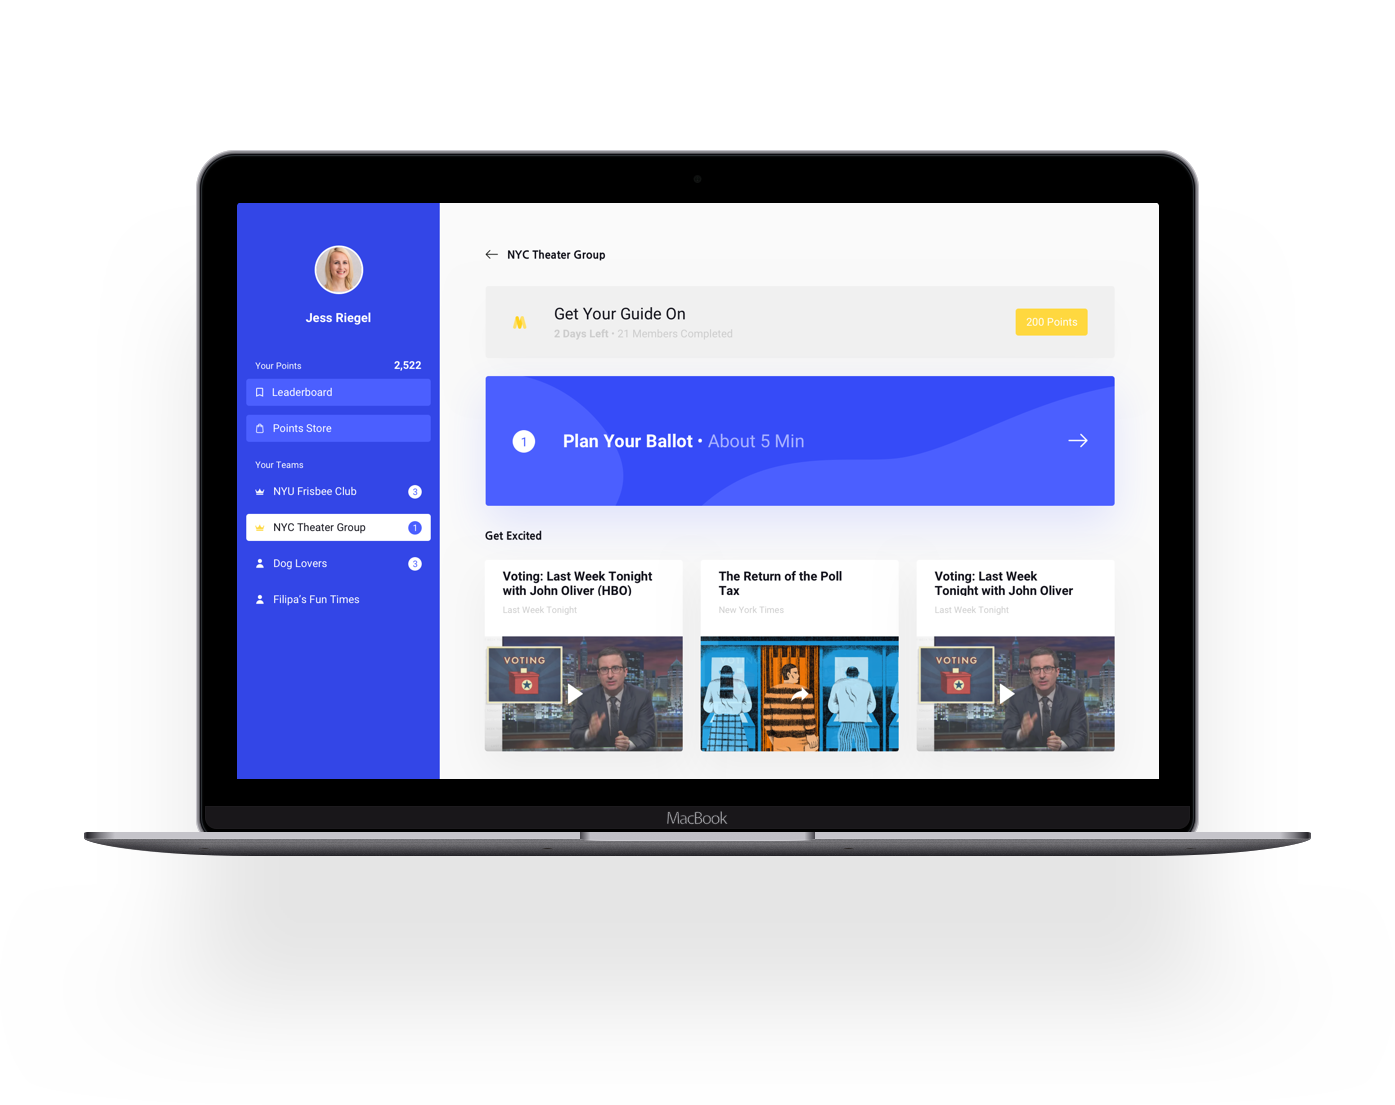 Jess Riegel
Your Points 2,522
Leaderboard
Points Store
Your Teams
NYU Frisbee Club 3
NYC Theater Group 1
Dog Lovers 3
Filipa's Fun Times
NYC Theater Group
Get Your Guide On
2 Days Left • 21 Members Completed
200 Points
1 Plan Your Ballot • About 5 Min
Get Excited
Voting: Last Week Tonight
with John Oliver (HBO)
Last Week Tonight
VOTING
The Return of the Poll
Tax
New York Times
Voting: Last Week
Tonight with John Oliver
Last Week Tonight
VOTING
MacBook